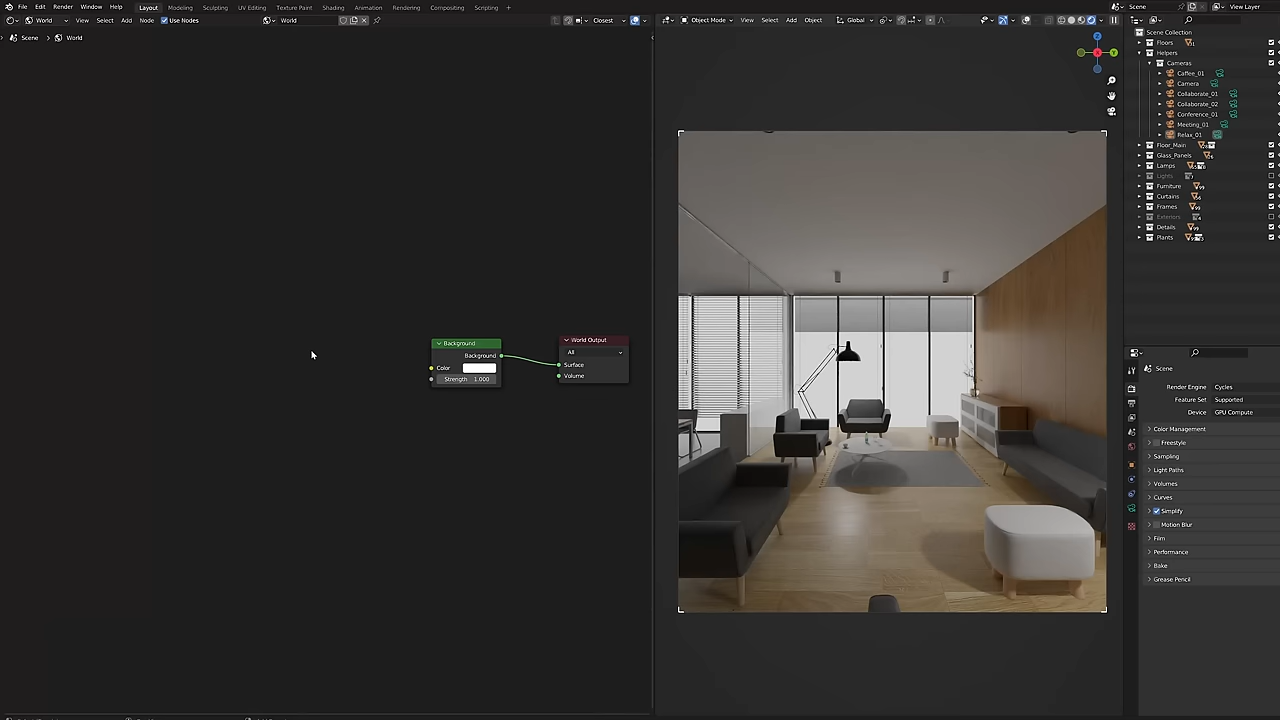 File Edit Render Window Help Layout Modeling Sculpting UV Editing Texture Paint Shading Animation Rendering Compositing Scripting Scene View Layer
World View Select Add Node Use Nodes World Closest Object Mode View Select Add Object Global
Scene World
Scene Collection
Floors
Helpers
Cameras
Caffee_01
Camera
Collaborate_01
Collaborate_02
Conference_01
Meeting_01
Relax_01
Floor_Main
Glass_Panels
Lamps
Lights
Furniture
Curtains
Frames
Exteriors
Details
Plants
Z
X
Y
Background
Background
Color
Strength 1.000
World Output
All
Surface
Volume
Scene
Render Engine Cycles
Feature Set Supported
Device GPU Compute
Color Management
Freestyle
Sampling
Light Paths
Volumes
Curves
Simplify
Motion Blur
Film
Performance
Bake
Grease Pencil